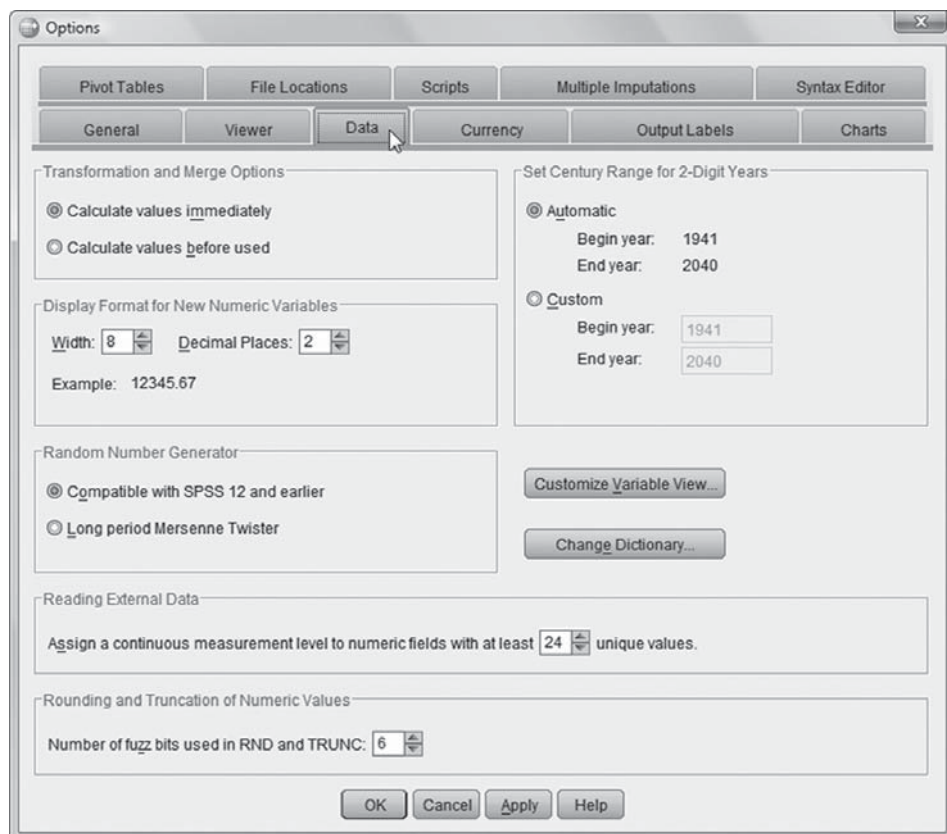 Options
Pivot Tables File Locations Scripts Multiple Imputations Syntax Editor
General Viewer Data Currency Output Labels Charts
Transformation and Merge Options
Calculate values immediately
Calculate values before used
Display Format for New Numeric Variables
Width: 8 Decimal Places: 2
Example: 12345.67
Set Century Range for 2-Digit Years
Automatic
Begin year: 1941
End year: 2040
Custom
Begin year: 1941
End year: 2040
Random Number Generator
Compatible with SPSS 12 and earlier
Long period Mersenne Twister
Customize Variable View...
Change Dictionary...
Reading External Data
Assign a continuous measurement level to numeric fields with at least 24 unique values.
Rounding and Truncation of Numeric Values
Number of fuzz bits used in RND and TRUNC: 6
OK Cancel Apply Help